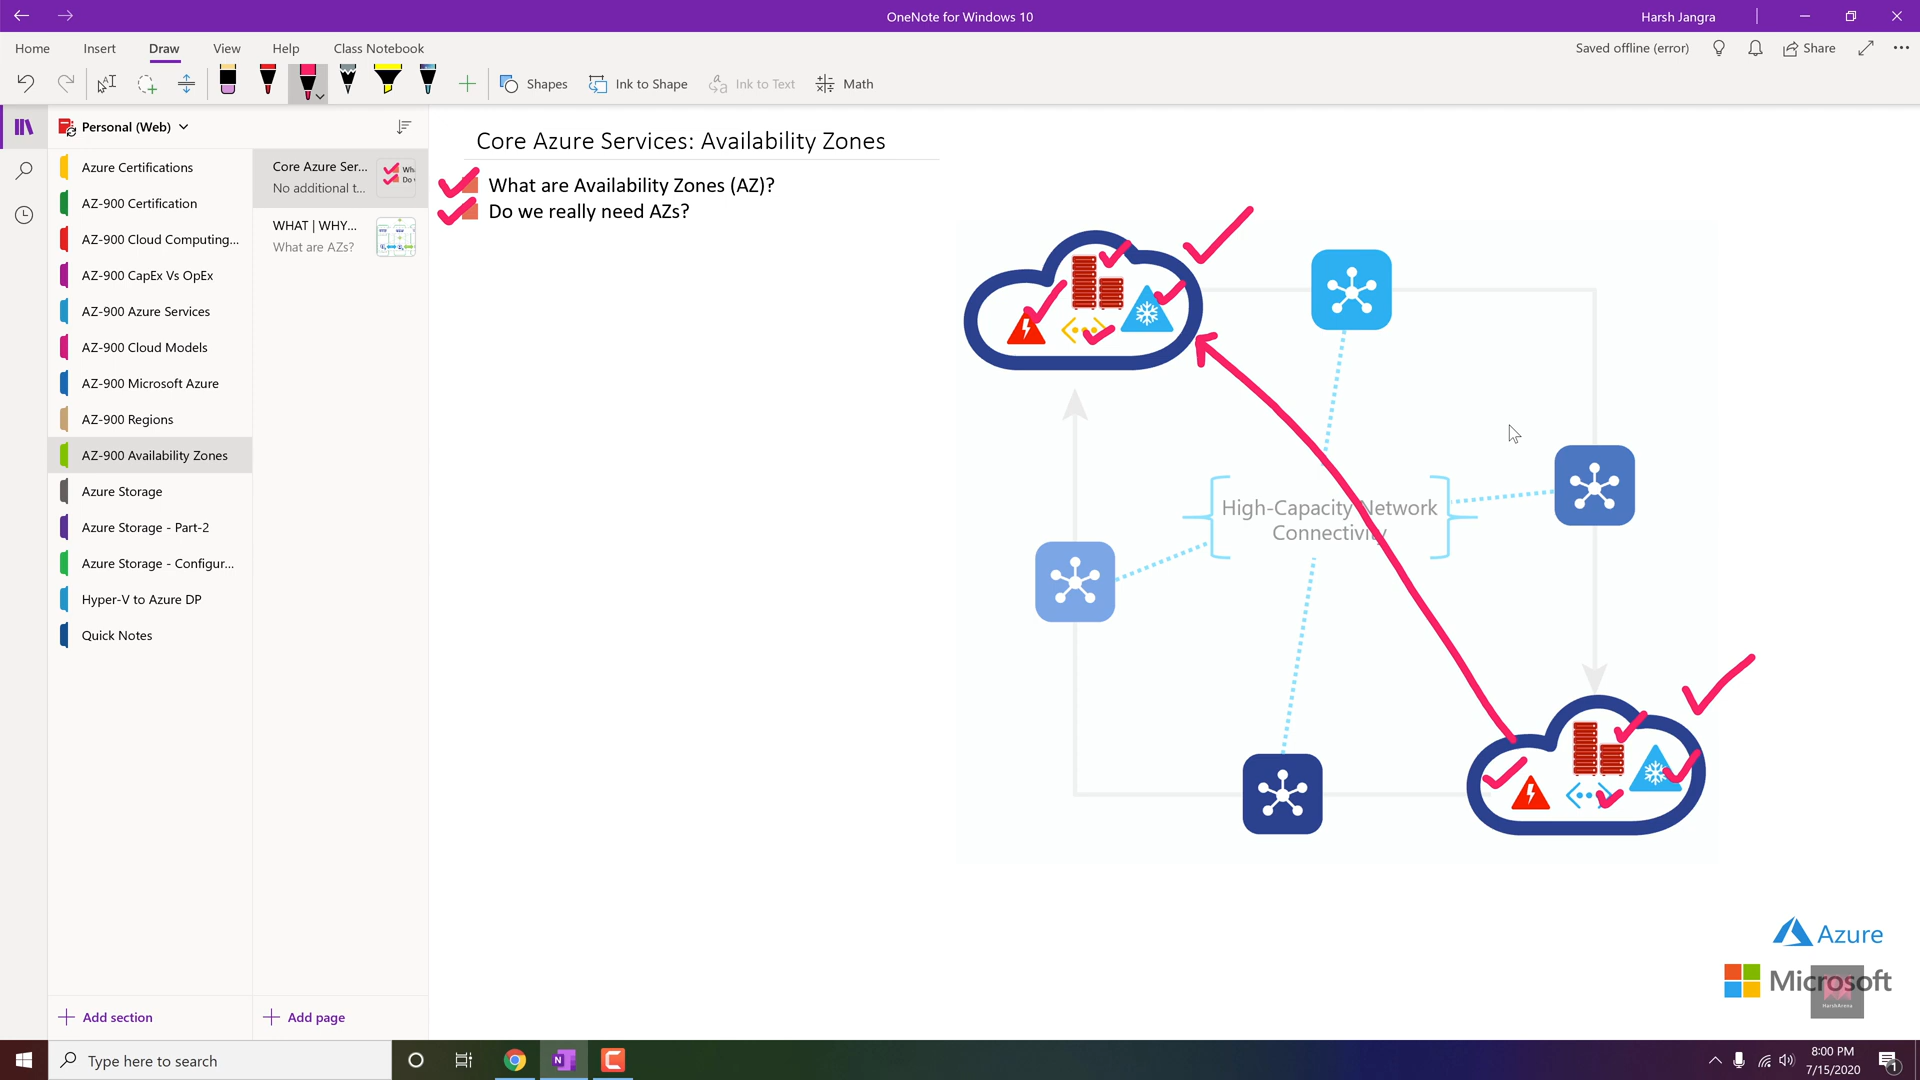 OneNote for Windows 10
Harsh Jangra
Home Insert Draw View Help Class Notebook
Saved offline (error)
Share
Shapes
Ink to Shape
Ink to Text
Math
Personal (Web)
Azure Certifications
AZ-900 Certification
AZ-900 Cloud Computing...
AZ-900 CapEx Vs OpEx
AZ-900 Azure Services
AZ-900 Cloud Models
AZ-900 Microsoft Azure
AZ-900 Regions
AZ-900 Availability Zones
Azure Storage
Azure Storage - Part-2
Azure Storage - Configur...
Hyper-V to Azure DP
Quick Notes
Add section
Core Azure Ser...
No additional t...
WHAT | WHY...
What are AZs?
Add page
Core Azure Services: Availability Zones
What are Availability Zones (AZ)?
Do we really need AZs?
High-Capacity Network
Connectivity
Azure
Microsoft
HarshArena
Type here to search
8:00 PM
7/15/2020
1